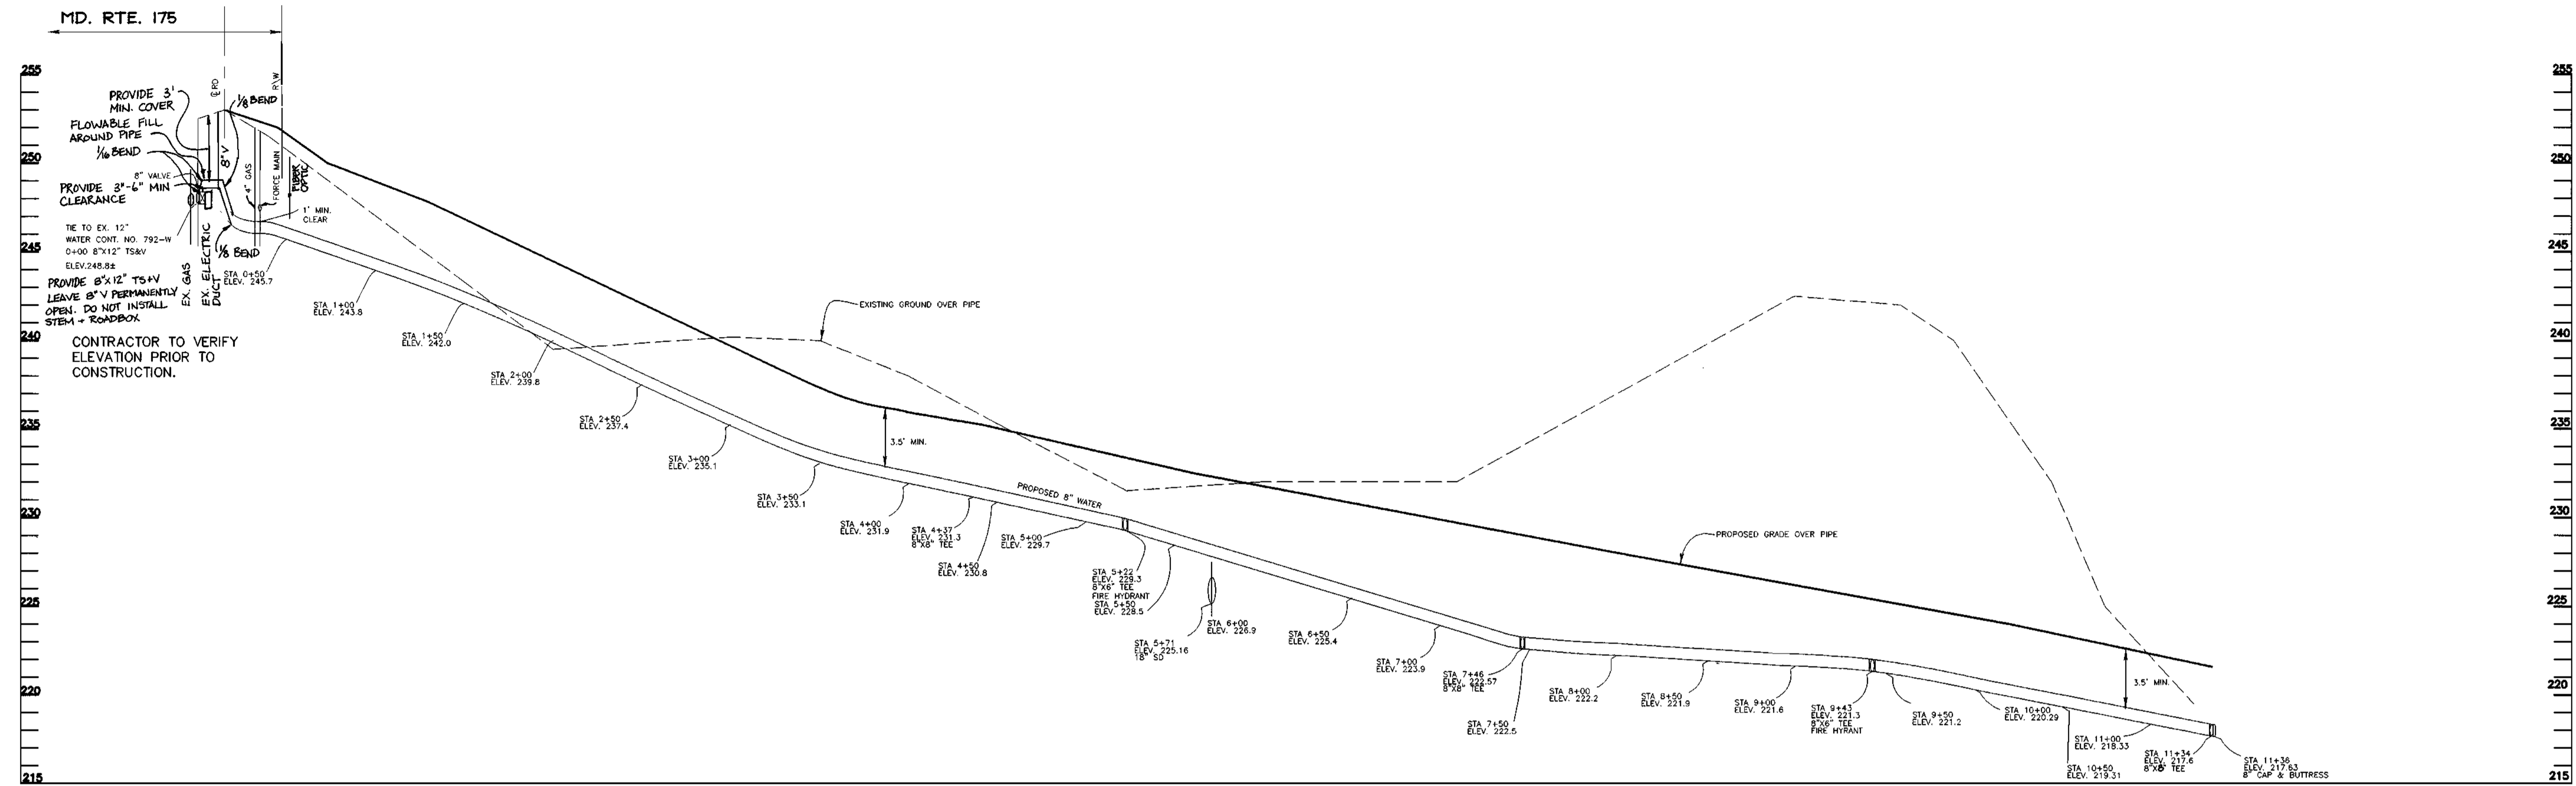 MD. RTE. 175
255
255
250
250
245
245
240
240
235
235
230
230
225
225
220
220
215
215
℄ RD
R\W
PROVIDE 3'
MIN. COVER
FLOWABLE FILL
AROUND PIPE
1/16 BEND
8" VALVE
PROVIDE 3"-6" MIN
CLEARANCE
1/8 BEND
8" V
4" GAS
FORCE MAIN
FIBER
OPTIC
1' MIN.
CLEAR
1/8 BEND
TIE TO EX. 12"
WATER CONT. NO. 792-W
0+00 8"X12" TS&V
ELEV.248.8±
PROVIDE 8"X12" TS+V
LEAVE 8" V PERMANENTLY
OPEN. DO NOT INSTALL
STEM + ROADBOX
EX. GAS
EX. ELECTRIC
DUCT
CONTRACTOR TO VERIFY
ELEVATION PRIOR TO
CONSTRUCTION.
STA 0+50
ELEV. 245.7
STA 1+00
ELEV. 243.8
STA 1+50
ELEV. 242.0
STA 2+00
ELEV. 239.8
STA 2+50
ELEV. 237.4
STA 3+00
ELEV. 235.1
STA 3+50
ELEV. 233.1
STA 4+00
ELEV. 231.9
STA 4+37
ELEV. 231.3
8"X8" TEE
STA 4+50
ELEV. 230.8
STA 5+00
ELEV. 229.7
STA 5+22
ELEV. 229.3
8"X6" TEE
FIRE HYDRANT
STA 5+50
ELEV. 228.5
STA 5+71
ELEV. 225.16
18" SD
STA 6+00
ELEV. 226.9
STA 6+50
ELEV. 225.4
STA 7+00
ELEV. 223.9
STA 7+46
ELEV. 222.57
8"X8" TEE
STA 7+50
ELEV. 222.5
STA 8+00
ELEV. 222.2
STA 8+50
ELEV. 221.9
STA 9+00
ELEV. 221.6
STA 9+43
ELEV. 221.3
8"X6" TEE
FIRE HYRANT
STA 9+50
ELEV. 221.2
STA 10+00
ELEV. 220.29
STA 10+50
ELEV. 219.31
STA 11+00
ELEV. 218.33
STA 11+34
ELEV. 217.6
8"X8" TEE
STA 11+36
ELEV. 217.63
8" CAP & BUTTRESS
EXISTING GROUND OVER PIPE
3.5' MIN.
PROPOSED 8" WATER
PROPOSED GRADE OVER PIPE
3.5' MIN.